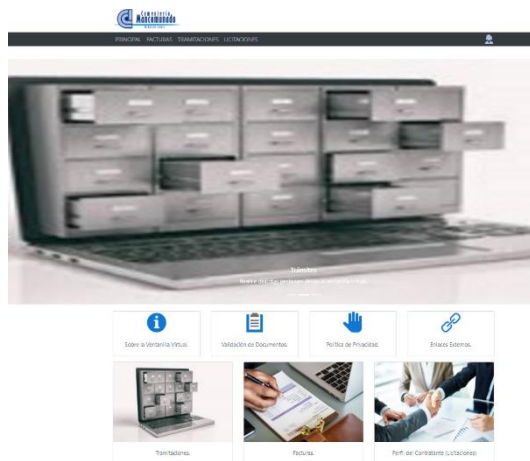 Cementerio
Mancomunado
PRINCIPAL FACTURAS TRAMITACIONES LICITACIONES
Trámites
Sobre la Ventanilla Virtual.
Validación de Documentos.
Política de Privacidad.
Enlaces Externos.
Tramitaciones.
Facturas.
Perfil del Contratante (Licitaciones)